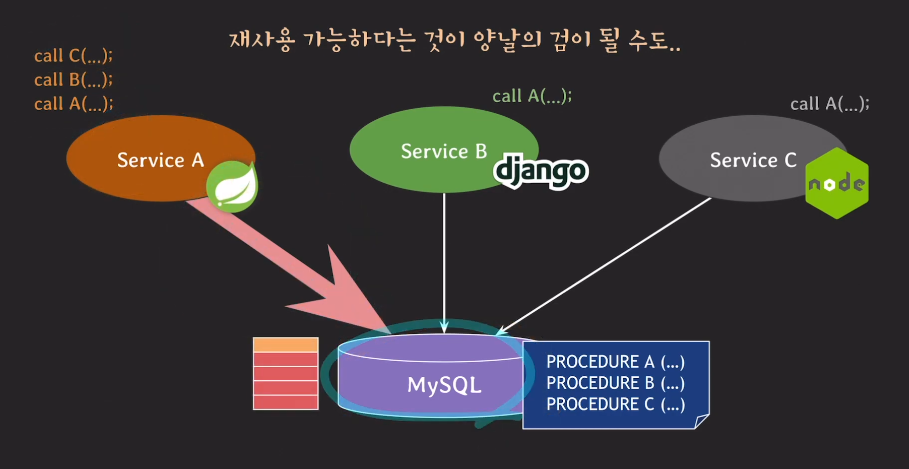 재사용 가능하다는 것이 양날의 검이 될 수도..
call C(...);
call B(...);
call A(...);
call A(...);
call A(...);
Service A
Service B
django
Service C
node
MySQL
PROCEDURE A (...)
PROCEDURE B (...)
PROCEDURE C (...)